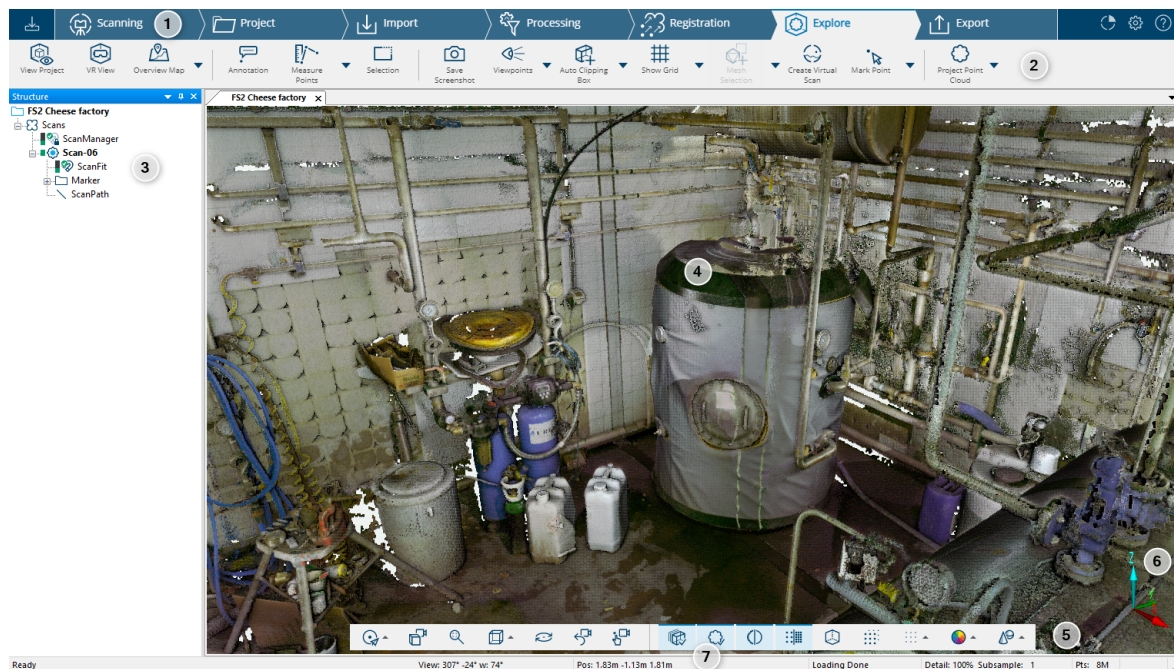 Scanning 1 Project Import Processing Registration Explore Export
View Project VR View Overview Map Annotation Measure Points Selection Save Screenshot Viewpoints Auto Clipping Box Show Grid Mesh Selection Create Virtual Scan Mark Point Project Point Cloud 2
Structure
FS2 Cheese factory
FS2 Cheese factory
Scans
ScanManager
Scan-06
ScanFit
3
Marker
ScanPath
4
Z
6
5
7
Ready View: 307° -24° w: 74° Pos: 1.83m -1.13m 1.81m Loading Done Detail: 100% Subsample: 1 Pts: 8M